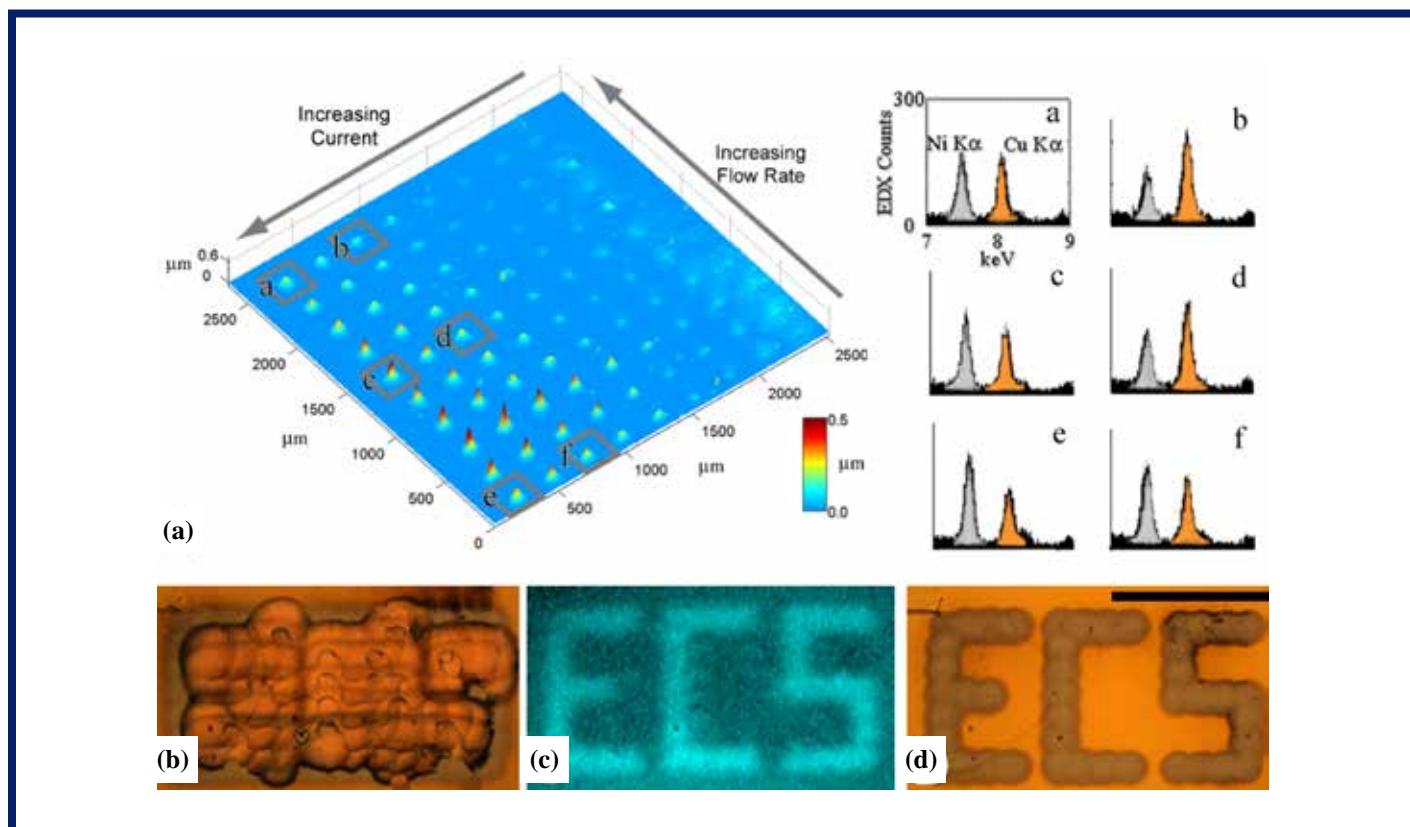 Increasing
Current
Increasing
Flow Rate
μm 0.6
0
a
b
c
d
e
f
2500
2000
1500
1000
500
0
μm
500
1000
1500
2000
2500
μm
0.5
μm
0.0
(a)
300
EDX Counts
0
a
Ni Kα Cu Kα
7 8 9
keV
b
c
d
e
f
(b)
(c)
ECS
(d)
ECS